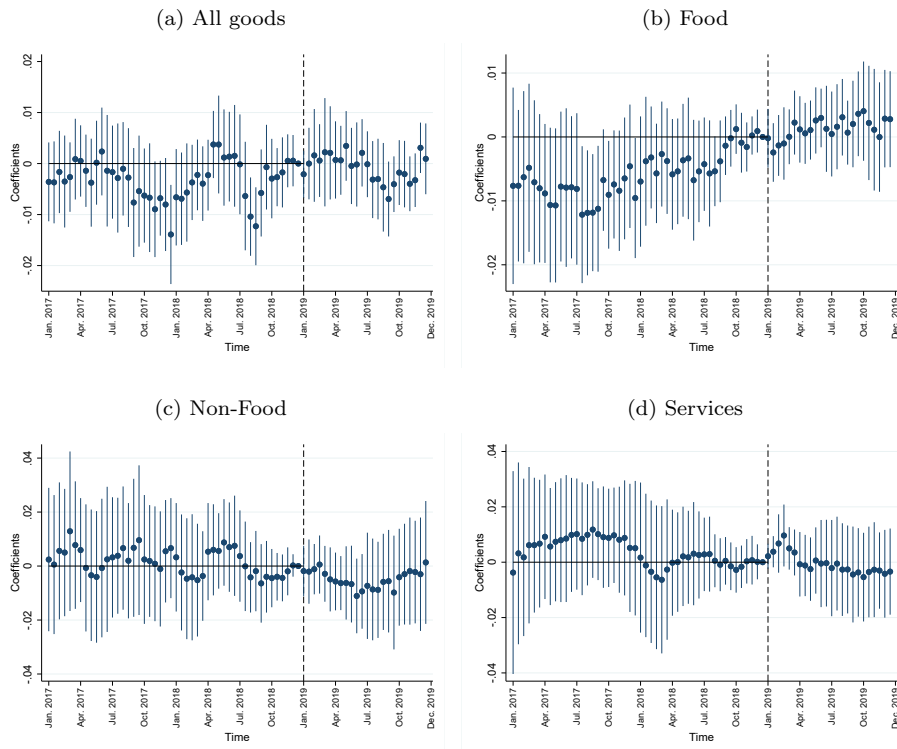 (a) All goods
Coefficients
.02
.01
0
-.01
-.02
Jan. 2017
Apr. 2017
Jul. 2017
Oct. 2017
Jan. 2018
Apr. 2018
Jul. 2018
Oct. 2018
Jan. 2019
Apr. 2019
Jul. 2019
Oct. 2019
Dec. 2019
Time
(b) Food
Coefficients
.01
0
-.01
-.02
Jan. 2017
Apr. 2017
Jul. 2017
Oct. 2017
Jan. 2018
Apr. 2018
Jul. 2018
Oct. 2018
Jan. 2019
Apr. 2019
Jul. 2019
Oct. 2019
Dec. 2019
Time
(c) Non-Food
Coefficients
.04
.02
0
-.02
-.04
Jan. 2017
Apr. 2017
Jul. 2017
Oct. 2017
Jan. 2018
Apr. 2018
Jul. 2018
Oct. 2018
Jan. 2019
Apr. 2019
Jul. 2019
Oct. 2019
Dec. 2019
Time
(d) Services
Coefficients
.04
.02
0
-.02
-.04
Jan. 2017
Apr. 2017
Jul. 2017
Oct. 2017
Jan. 2018
Apr. 2018
Jul. 2018
Oct. 2018
Jan. 2019
Apr. 2019
Jul. 2019
Oct. 2019
Dec. 2019
Time